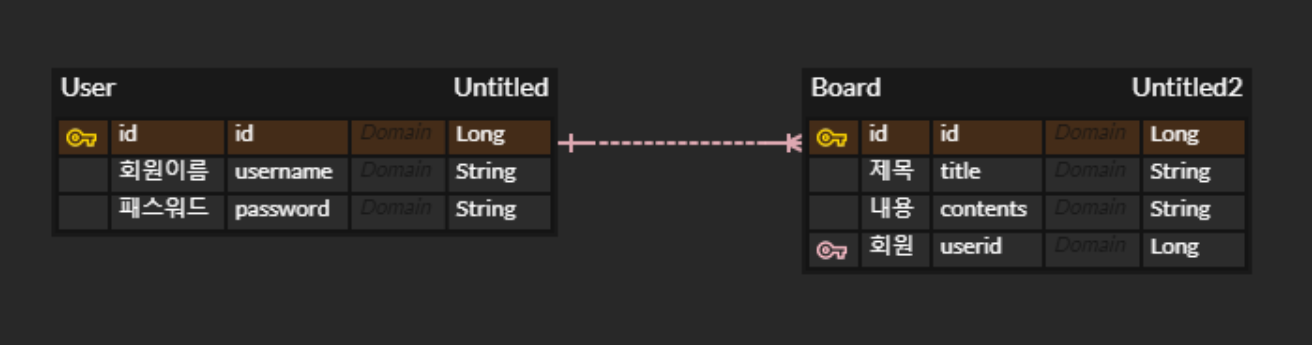 User Untitled
id id Domain Long
회원이름 username Domain String
패스워드 password Domain String
Board Untitled2
id id Domain Long
제목 title Domain String
내용 contents Domain String
회원 userid Domain Long